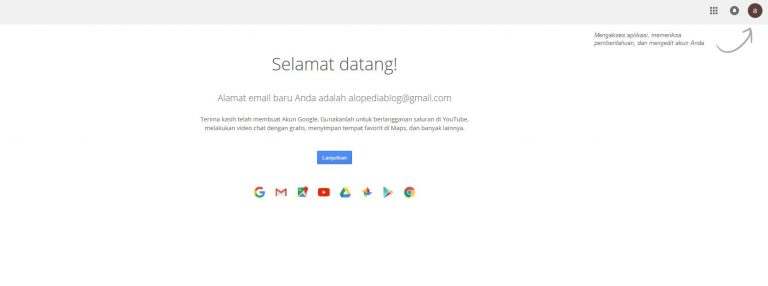 a
Mengakses aplikasi, memeriksa
pemberitahuan, dan mengedit akun Anda
Selamat datang!
Alamat email baru Anda adalah alopediablog@gmail.com
Terima kasih telah membuat Akun Google. Gunakanlah untuk berlangganan saluran di YouTube,
melakukan video chat dengan gratis, menyimpan tempat favorit di Maps, dan banyak lainnya.
Lanjutkan